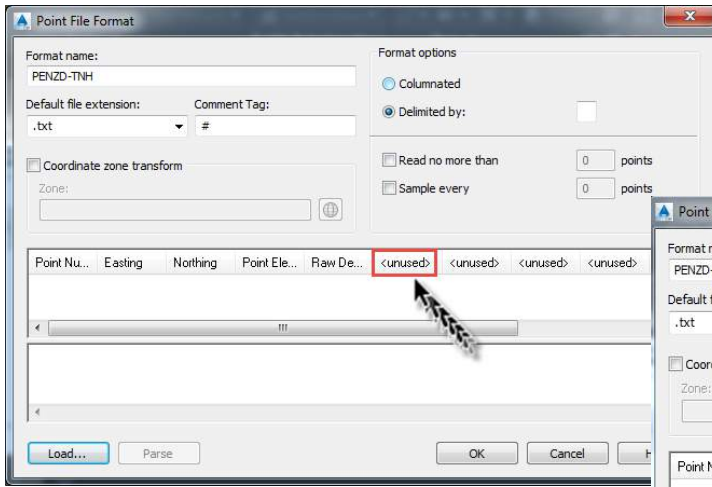 Point File Format
Format name:
PENZD-TNH
Default file extension:
Comment Tag:
.txt
#
Coordinate zone transform
Zone:
Format options
Columnated
Delimited by:
Read no more than
0
points
Sample every
0
points
Point Nu... Easting Northing Point Ele... Raw De... <unused> <unused> <unused> <unused>
Load...
Parse
OK
Cancel
H
Point
Format n
PENZD-
Default f
.txt
Coor
Zone:
Point N